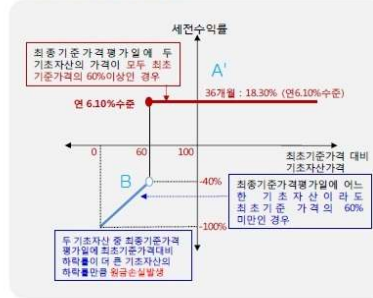 세전수익률
최종기준가격평가일에 두
기초자산의 가격이 모두 최초
기준가격의 60%이상인 경우
A'
36개월 : 18.30% (연6.10%수준)
연 6.10%수준
0
60
100
최초기준가격 대비
기초자산가격
B
-40%
최종기준가격평가일에 어느
한 기초자산이라도
최초기준 가격의 60%
미만인 경우
-100%
두 기초자산 중 최종기준가격
평가일에 최초기준가격대비
하락률이 더 큰 기초자산의
하락률만큼 원금손실발생